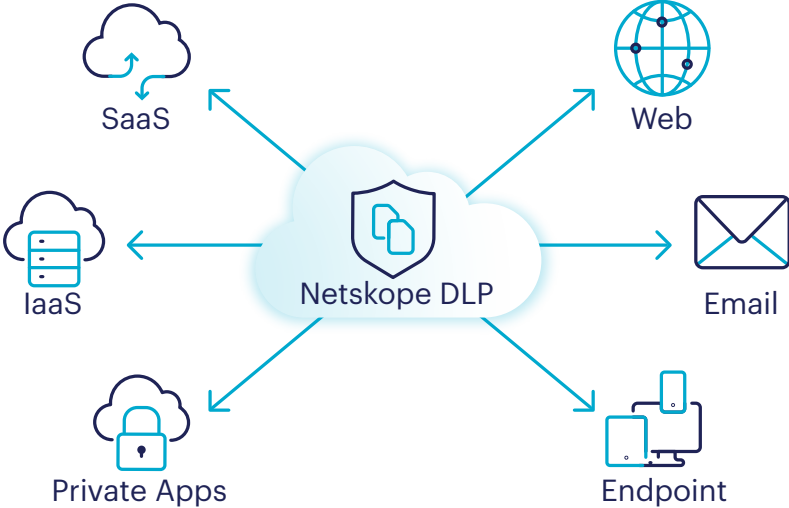 SaaS
Web
Netskope DLP
IaaS
Email
Private Apps
Endpoint